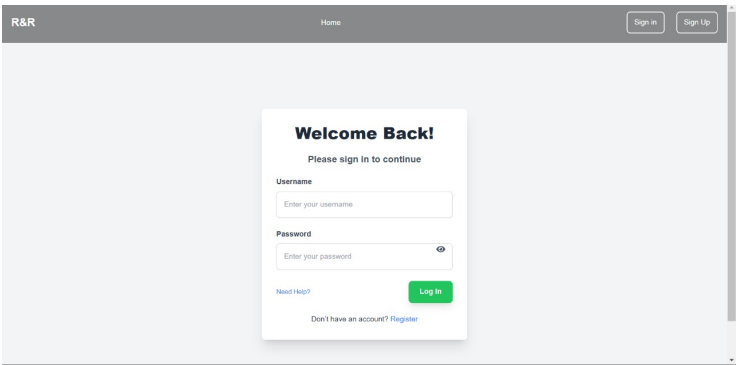 R&R Home Sign in Sign Up
Welcome Back!
Please sign in to continue
Username
Enter your username
Password
Enter your password
Need Help? Log In
Don't have an account? Register